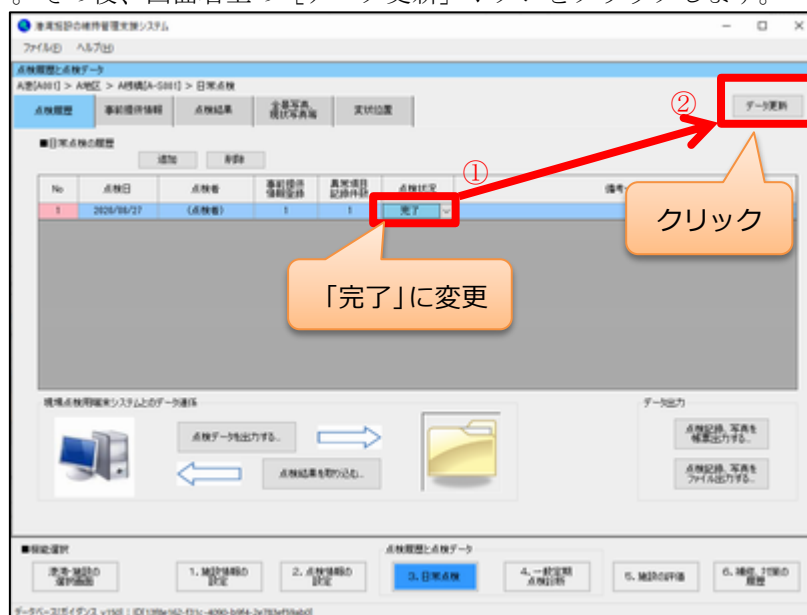 。その後、画面右上の［データ更新］ボタンをクリックします。
港湾施設の維持管理支援システム
ファイル(F) ヘルプ(H)
点検履歴と点検データ
A港[A001] > A地区 > A桟橋[A-S001] > 日常点検
点検履歴 事前提供情報 点検結果 全景写真、現状写真等 変状位置
② データ更新
■日常点検の履歴
追加 削除
①
No 点検日 点検者 事前提供情報登録 異常項目記録件数 点検状況
1 2020/08/27 (点検者) 1 1 完了
クリック
「完了」に変更
現場点検用端末システムとのデータ連係
データ出力
点検データを出力する..
点検結果を取り込む..
点検記録、写真を帳票出力する..
点検記録、写真をファイル出力する..
■機能選択
点検履歴と点検データ
港湾・施設の選択画面
1. 施設情報の設定
2. 点検情報の設定
3. 日常点検
4. 一般定期点検診断
5. 施設の評価
6. 補修、対策の履歴